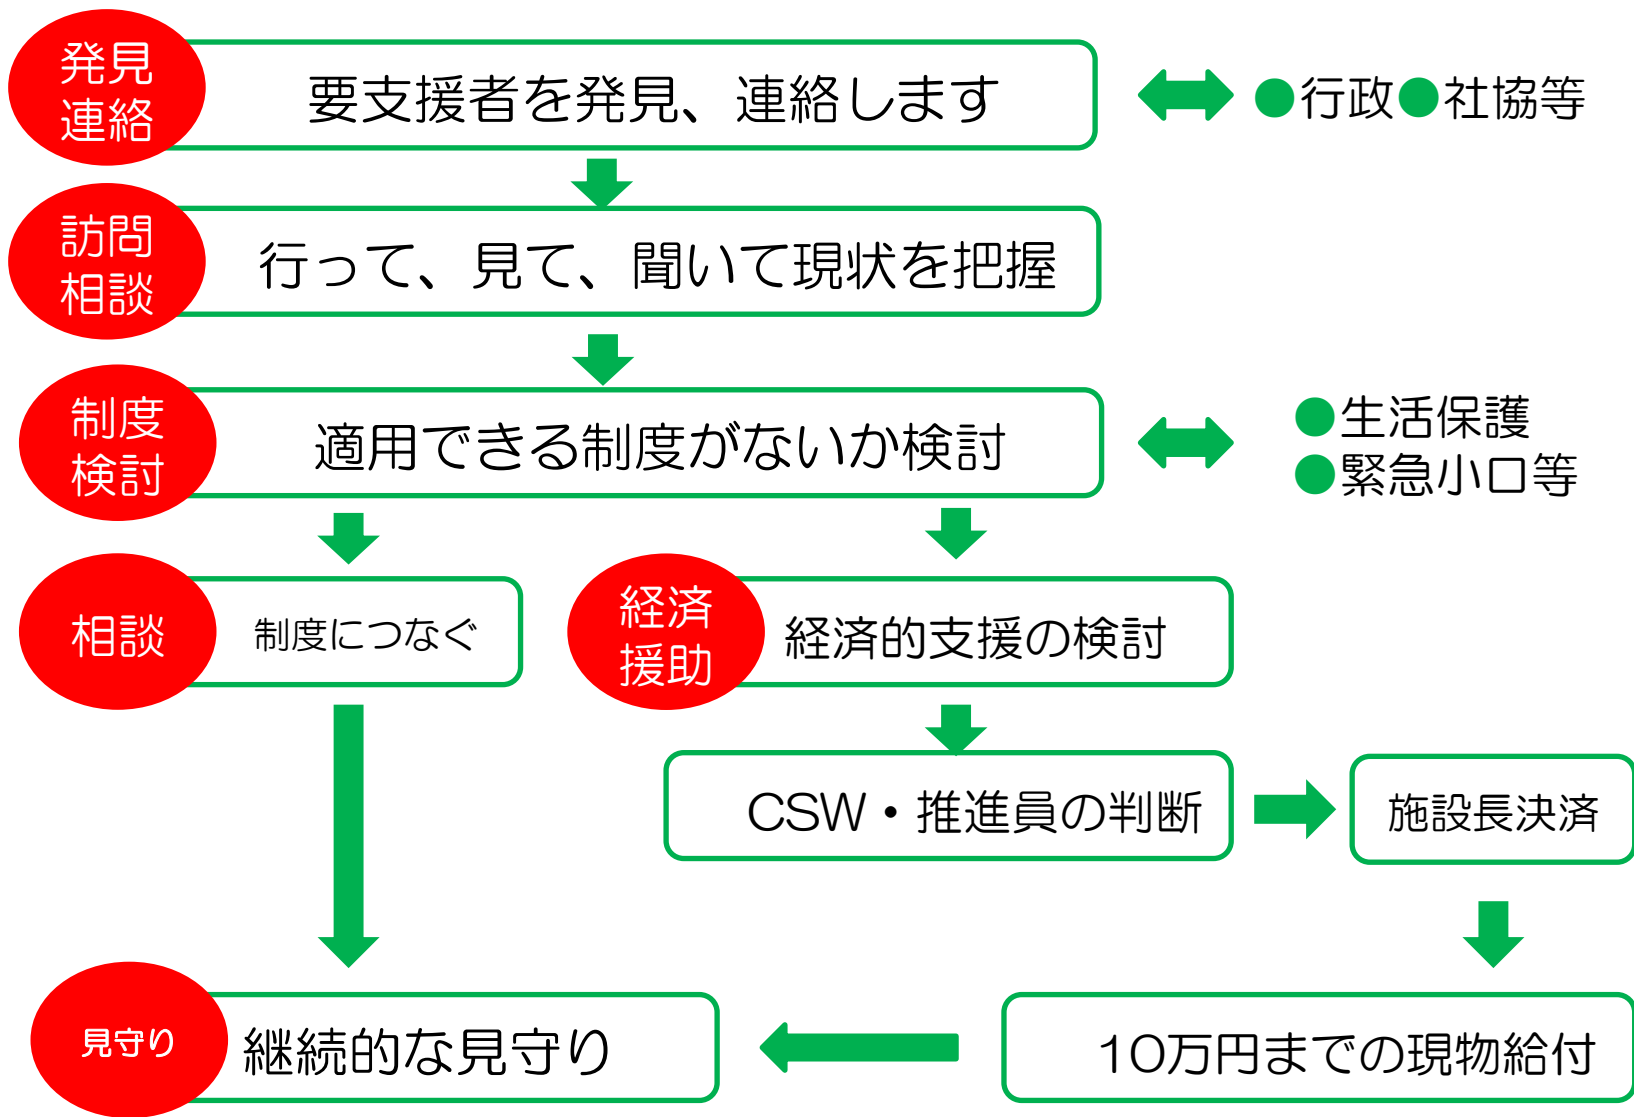 発見
連絡
要支援者を発見、連絡します
●行政●社協等
訪問
相談
行って、見て、聞いて現状を把握
制度
検討
適用できる制度がないか検討
●生活保護
●緊急小口等
相談
制度につなぐ
経済
援助
経済的支援の検討
CSW・推進員の判断
施設長決済
見守り
継続的な見守り
10万円までの現物給付